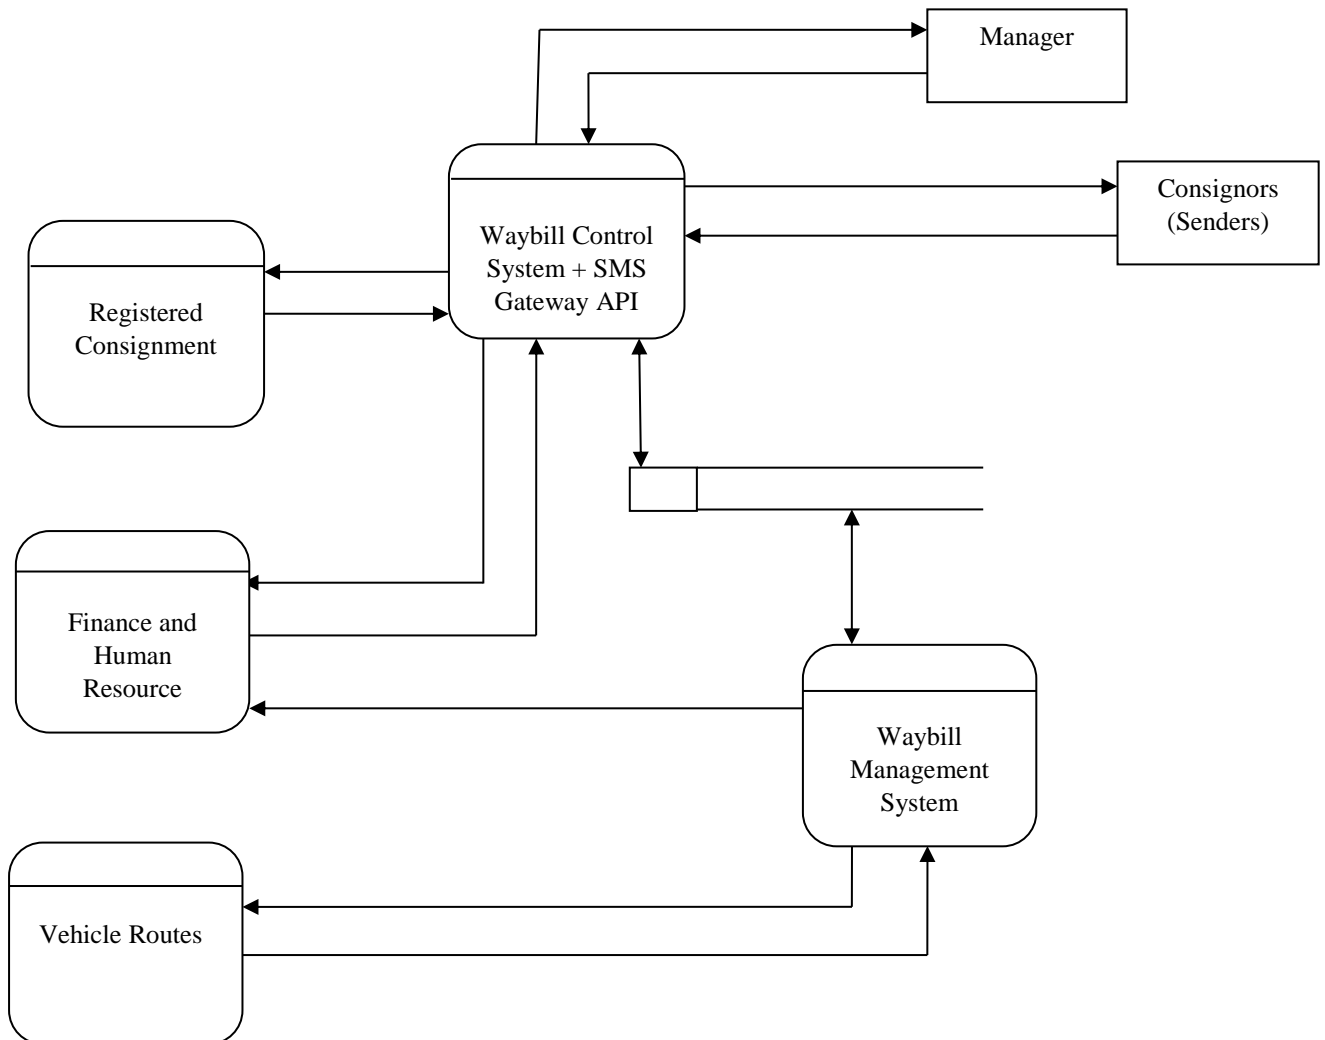 Manager
Consignors
(Senders)
Waybill Control
System + SMS
Gateway API
Registered
Consignment
Finance and
Human
Resource
Waybill
Management
System
Vehicle Routes